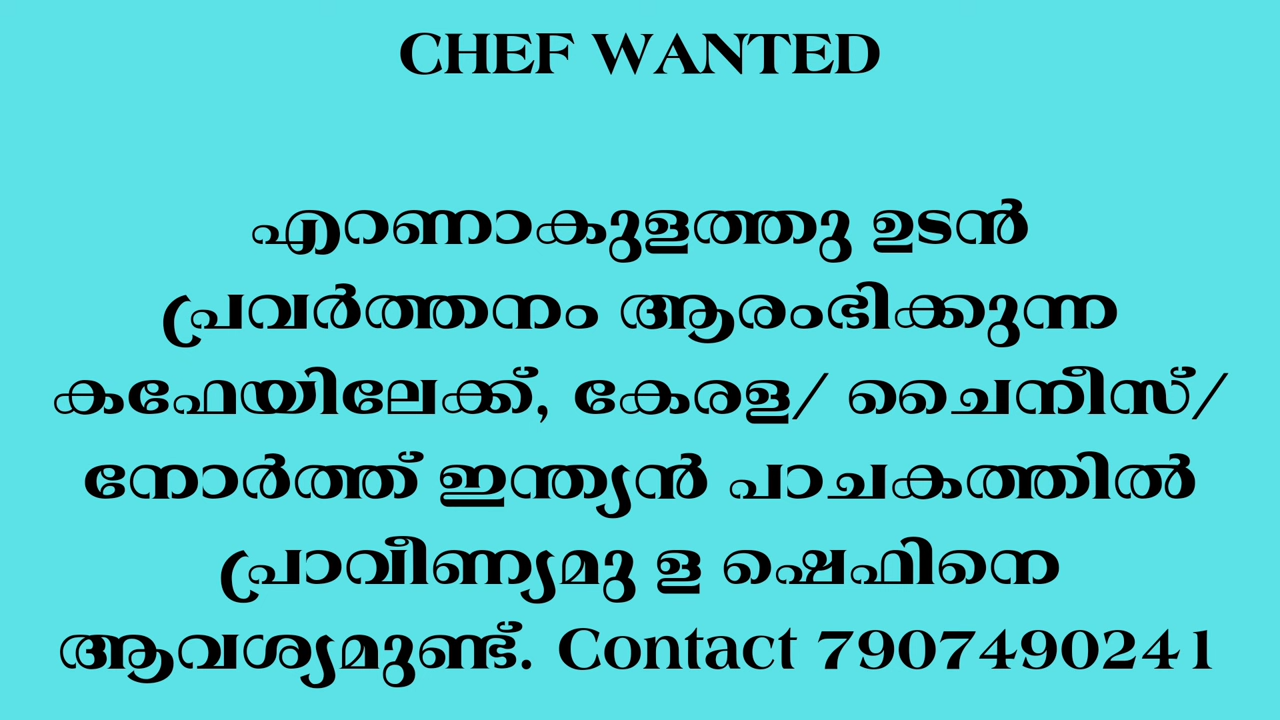 CHEF WANTED
എറണാകുളത്തു ഉടൻ
പ്രവർത്തനം ആരംഭിക്കുന്ന
കഫേയിലേക്ക്, കേരള/ ചൈനീസ്/
നോർത്ത് ഇന്ത്യൻ പാചകത്തിൽ
പ്രാവീണ്യമു ള ഷെഫിനെ
ആവശ്യമുണ്ട്. Contact 7907490241